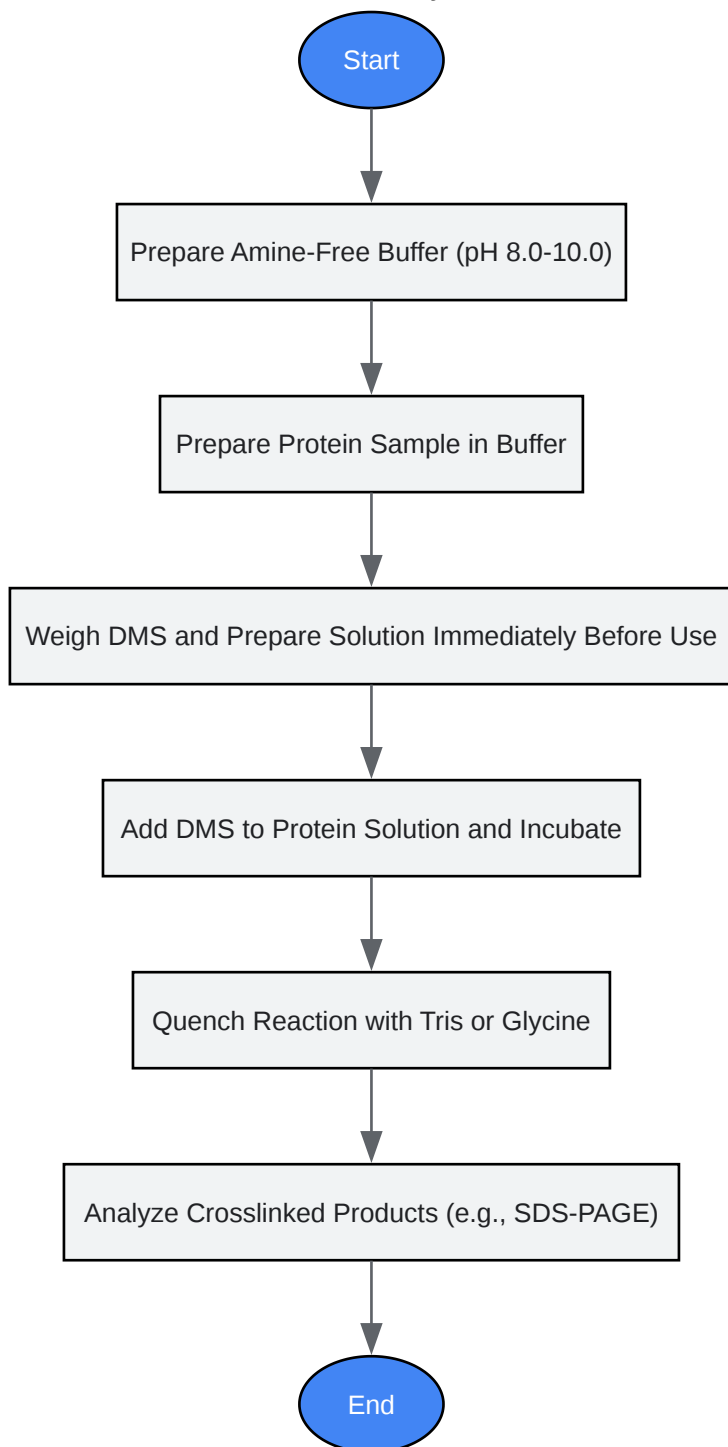 Start
Prepare Amine-Free Buffer (pH 8.0-10.0)
Prepare Protein Sample in Buffer
Weigh DMS and Prepare Solution Immediately Before Use
Add DMS to Protein Solution and Incubate
Quench Reaction with Tris or Glycine
Analyze Crosslinked Products (e.g., SDS-PAGE)
End